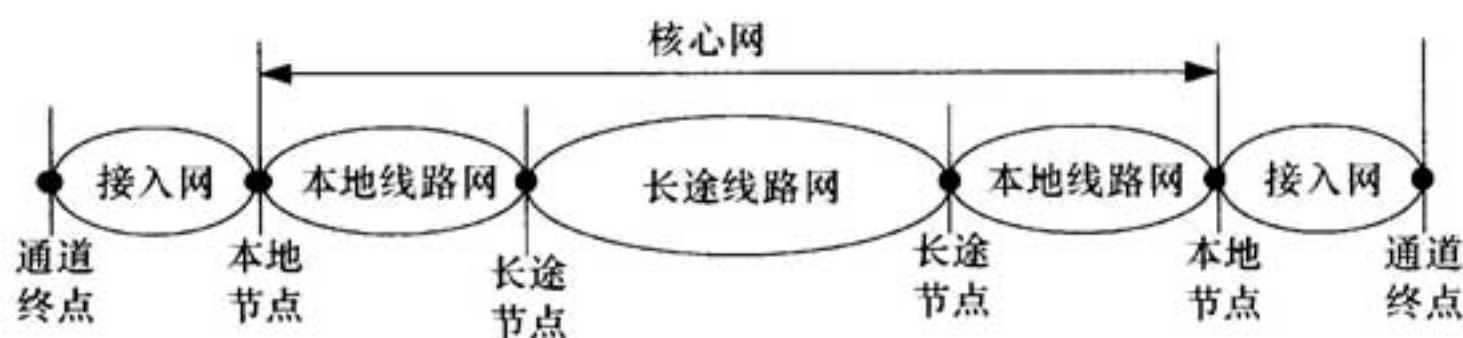 核心网
接入网
本地线路网
长途线路网
本地线路网
接入网
通道
终点
本地
节点
长途
节点
长途
节点
本地
节点
通道
终点